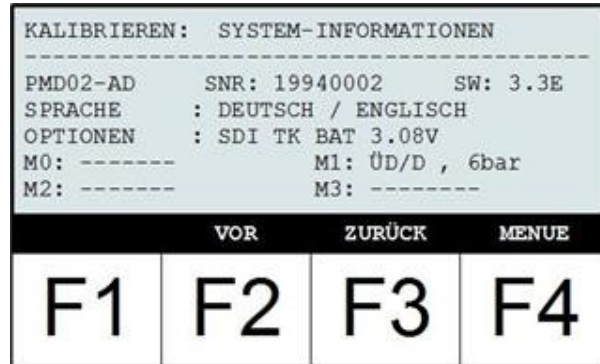 KALIBRIEREN: SYSTEM-INFORMATIONEN
PMD02-AD SNR: 19940002 SW: 3.3E
SPRACHE : DEUTSCH / ENGLISCH
OPTIONEN : SDI TK BAT 3.08V
M0: ------- M1: ÜD/D , 6bar
M2: ------- M3: --------
VOR ZURÜCK MENUE
F1 F2 F3 F4